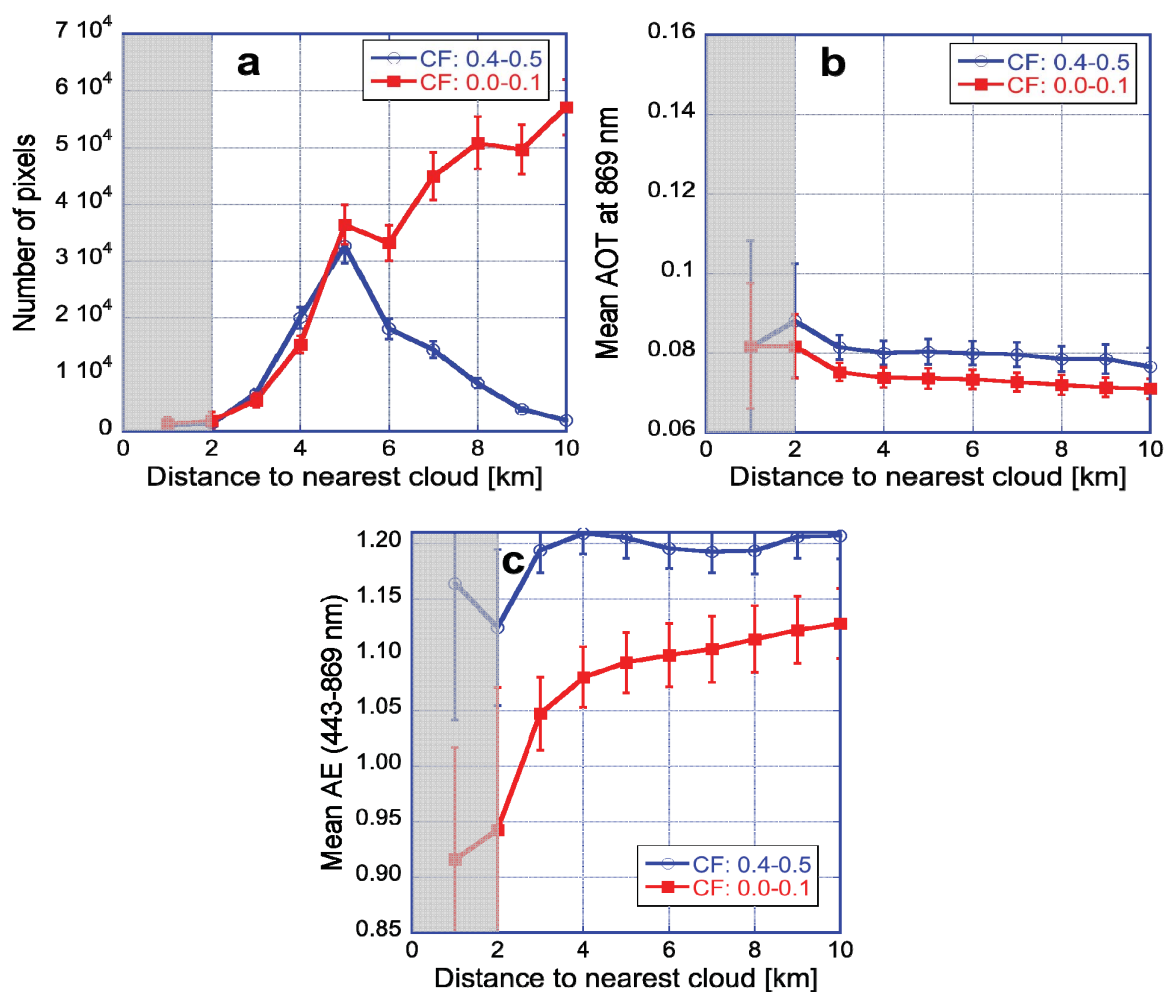 a
CF: 0.4-0.5
CF: 0.0-0.1
7 10^4
6 10^4
5 10^4
4 10^4
3 10^4
2 10^4
1 10^4
0
Number of pixels
0 2 4 6 8 10
Distance to nearest cloud [km]
b
CF: 0.4-0.5
CF: 0.0-0.1
0.16
0.14
0.12
0.1
0.08
0.06
Mean AOT at 869 nm
0 2 4 6 8 10
Distance to nearest cloud [km]
c
1.20
1.15
1.10
1.05
1.00
0.95
0.90
0.85
Mean AE (443-869 nm)
CF: 0.4-0.5
CF: 0.0-0.1
0 2 4 6 8 10
Distance to nearest cloud [km]